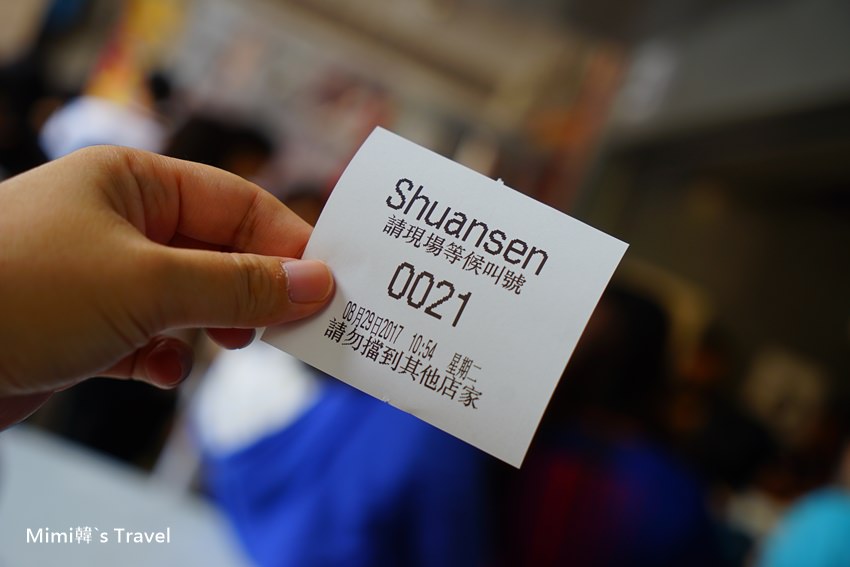 Shuansen
請現場等候叫號
0021
08月29日2017 10:54 星期二
請勿擋到其他店家
Mimi韓`s Travel